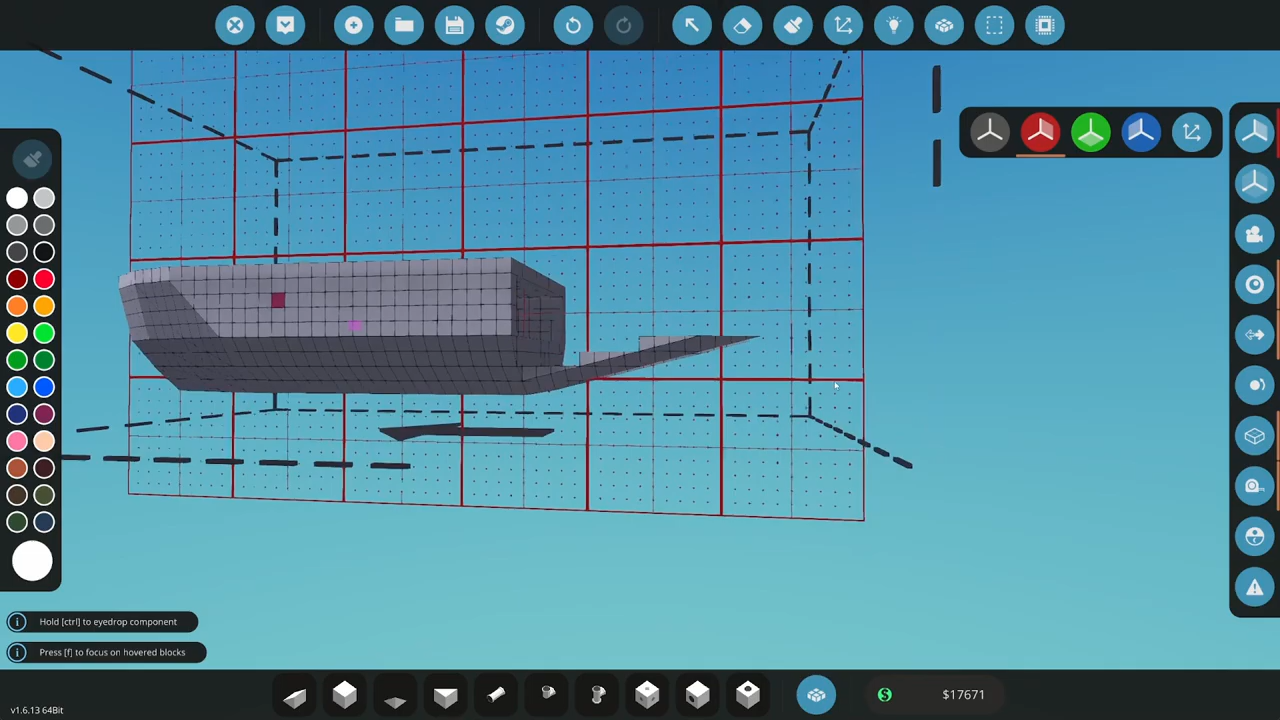 Hold [ctrl] to eyedrop component
Press [f] to focus on hovered blocks
v1.6.13 64Bit
$ $17671